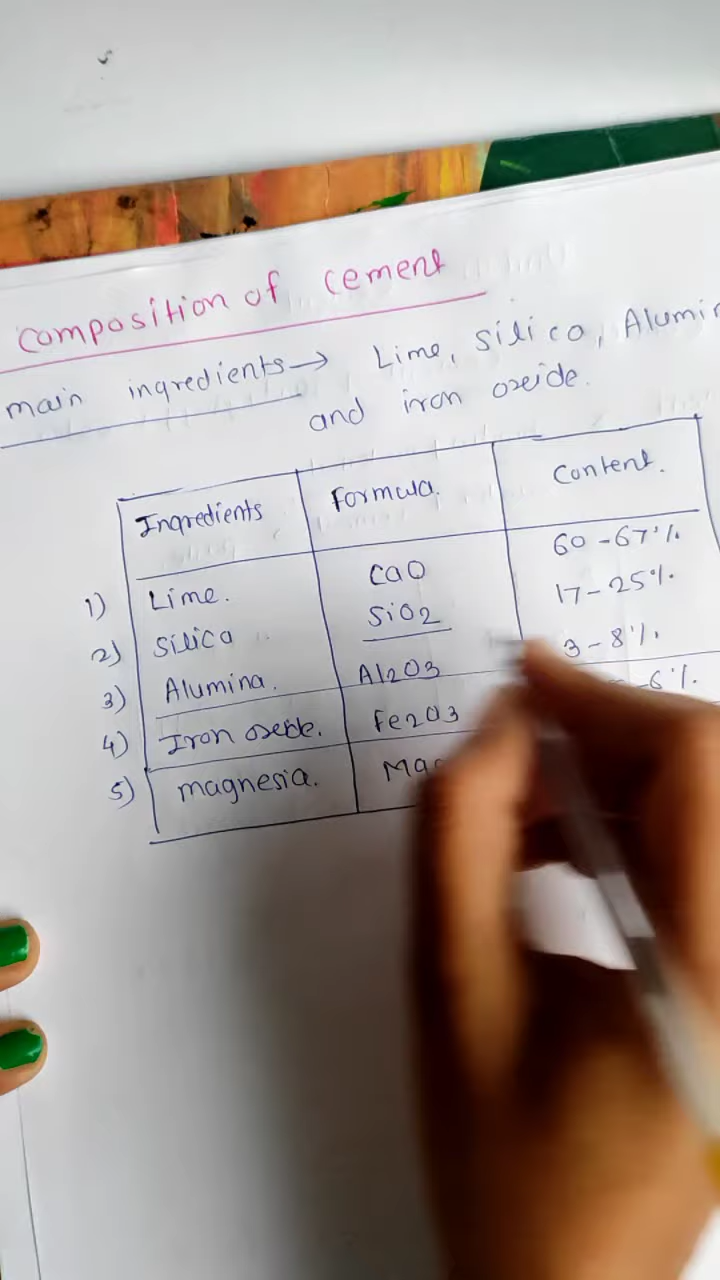 Composition of cement
main ingredients → Lime, Silica,
and iron oxide.
Ingredients Formula. Content.
1) Lime. CaO 60-67%
2) Silica SiO2 17-25%
3) Alumina. Al2O3 3-8%
4) Iron oxide. Fe2O3 -6%.
5) magnesia.